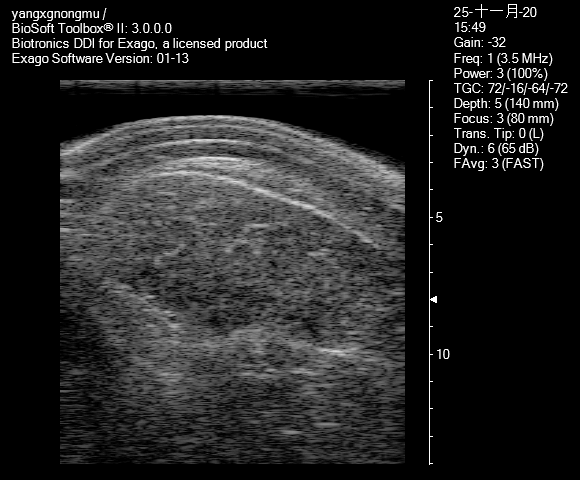 yangxgnongmu /
BioSoft Toolbox® II: 3.0.0.0
Biotronics DDI for Exago, a licensed product
Exago Software Version: 01-13
25-十一月-20
15:49
Gain: -32
Freq: 1 (3.5 MHz)
Power: 3 (100%)
TGC: 72/-16/-64/-72
Depth: 5 (140 mm)
Focus: 3 (80 mm)
Trans. Tip: 0 (L)
Dyn.: 6 (65 dB)
FAvg: 3 (FAST)
5
10